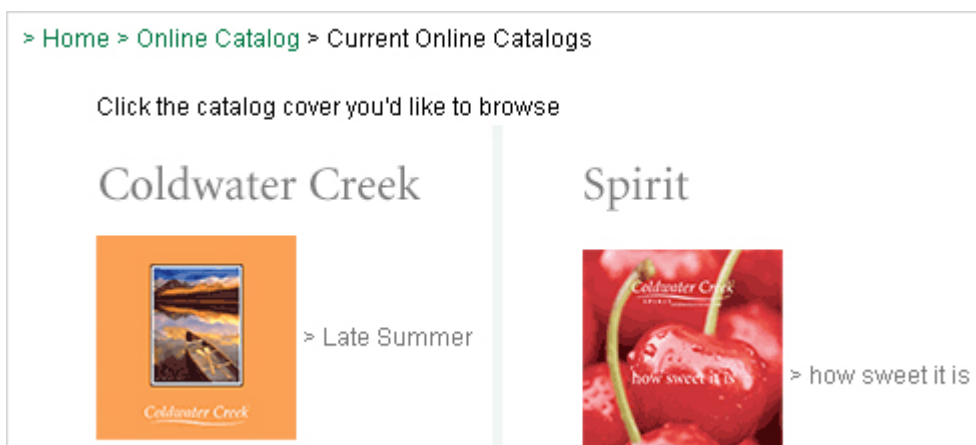 > Home > Online Catalog > Current Online Catalogs
Click the catalog cover you'd like to browse
Coldwater Creek
Coldwater Creek
> Late Summer
Spirit
Coldwater Creek
SPIRIT
how sweet it is
> how sweet it is